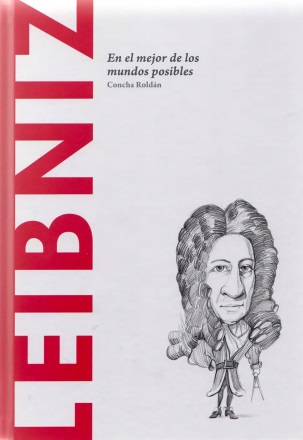 LEIBNIZ
En el mejor de los
mundos posibles
Concha Roldán